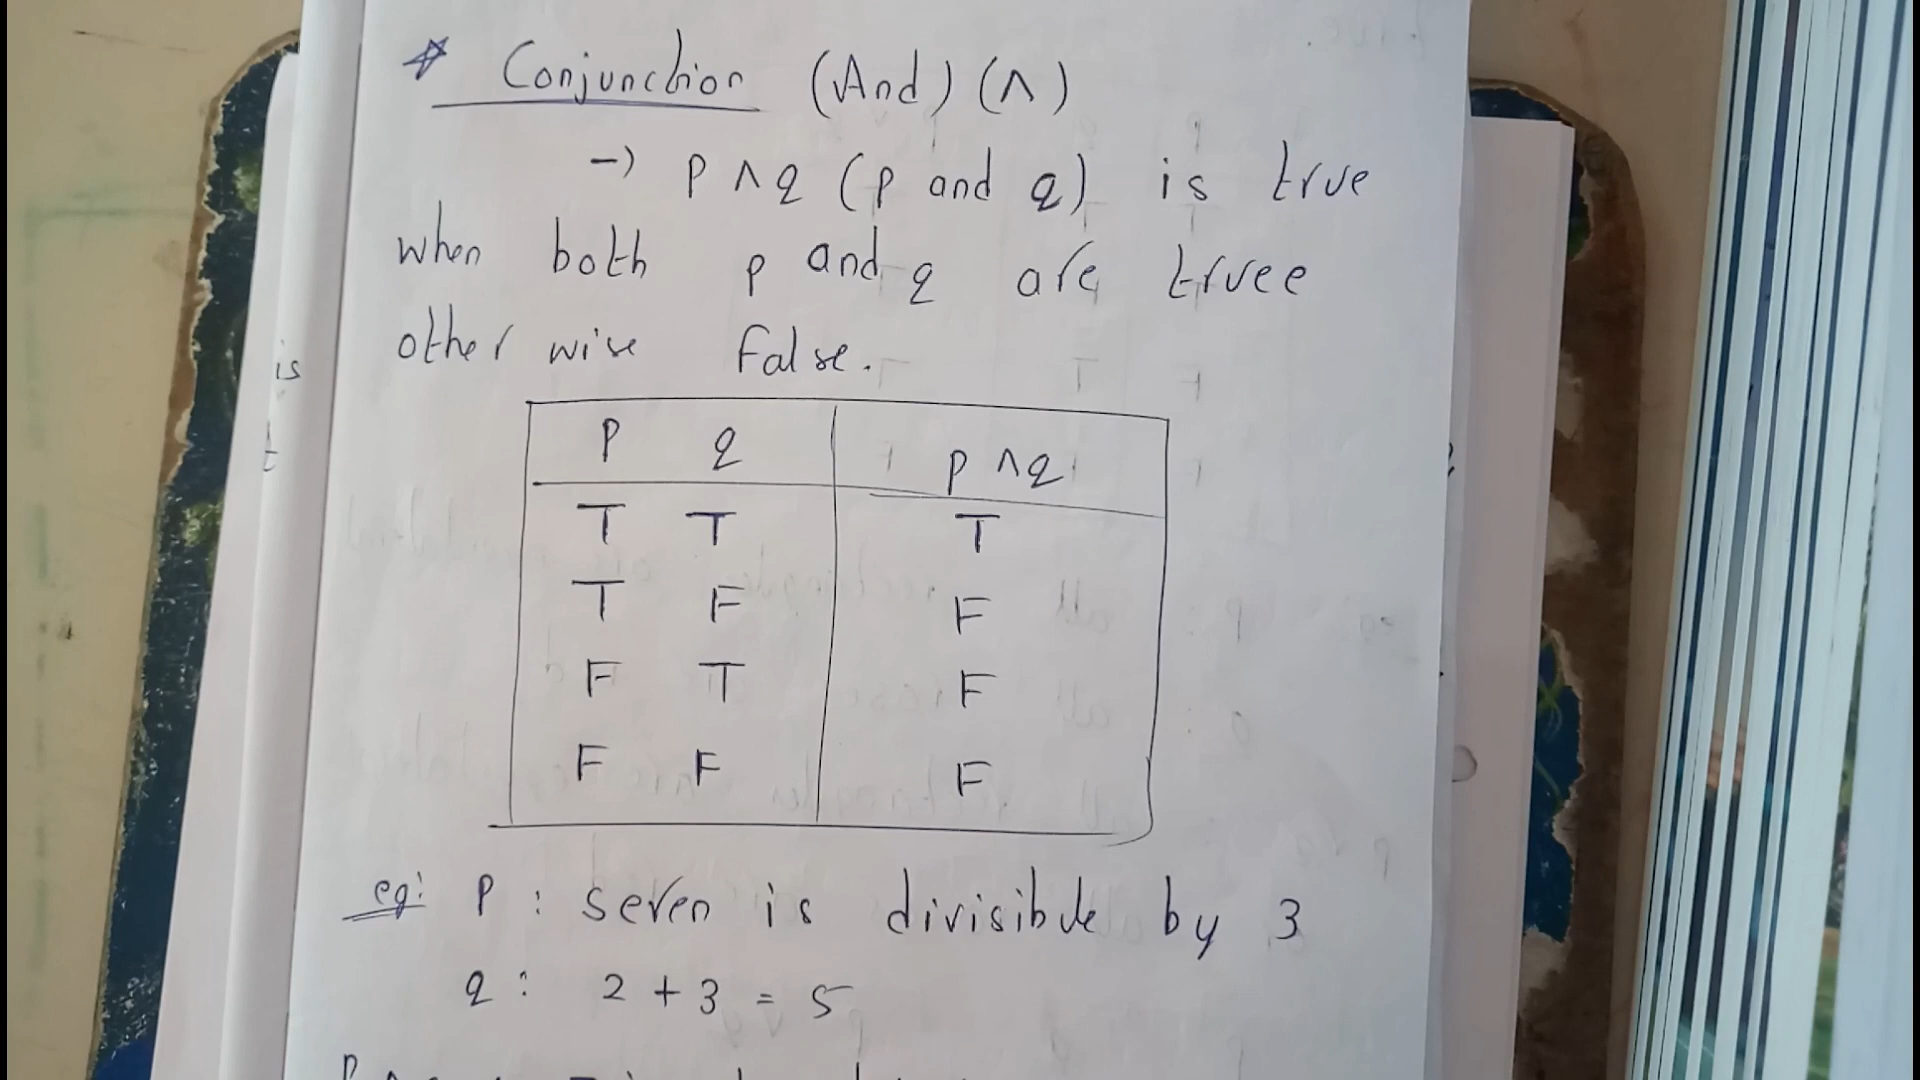 * Conjunction (And) (∧)
→ p ∧ q (p and q) is true
when both p and q are truee
other wise False.
P q p ∧ q
T T T
T F F
F T F
F F F
eg: P : seven is divisible by 3
q : 2 + 3 = 5